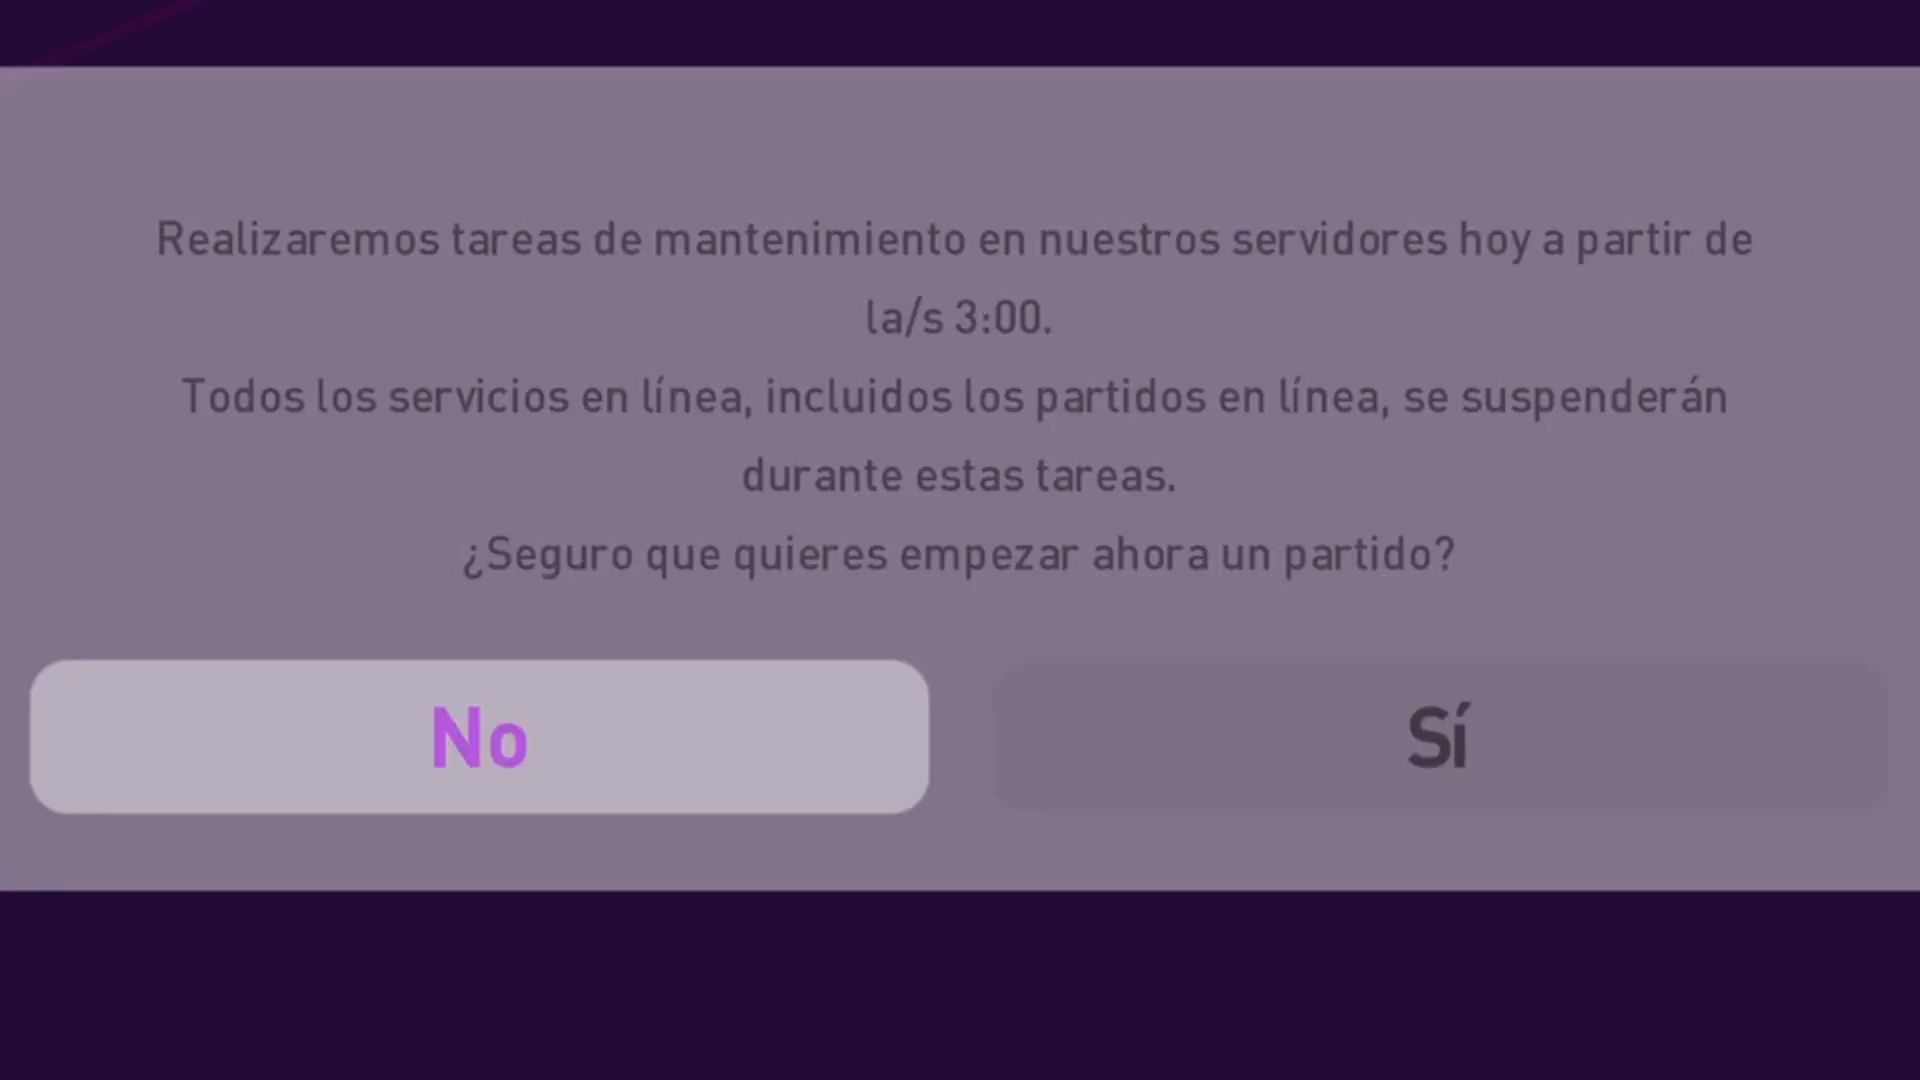 Realizaremos tareas de mantenimiento en nuestros servidores hoy a partir de
la/s 3:00.
Todos los servicios en línea, incluidos los partidos en línea, se suspenderán
durante estas tareas.
¿Seguro que quieres empezar ahora un partido?
No
Sí